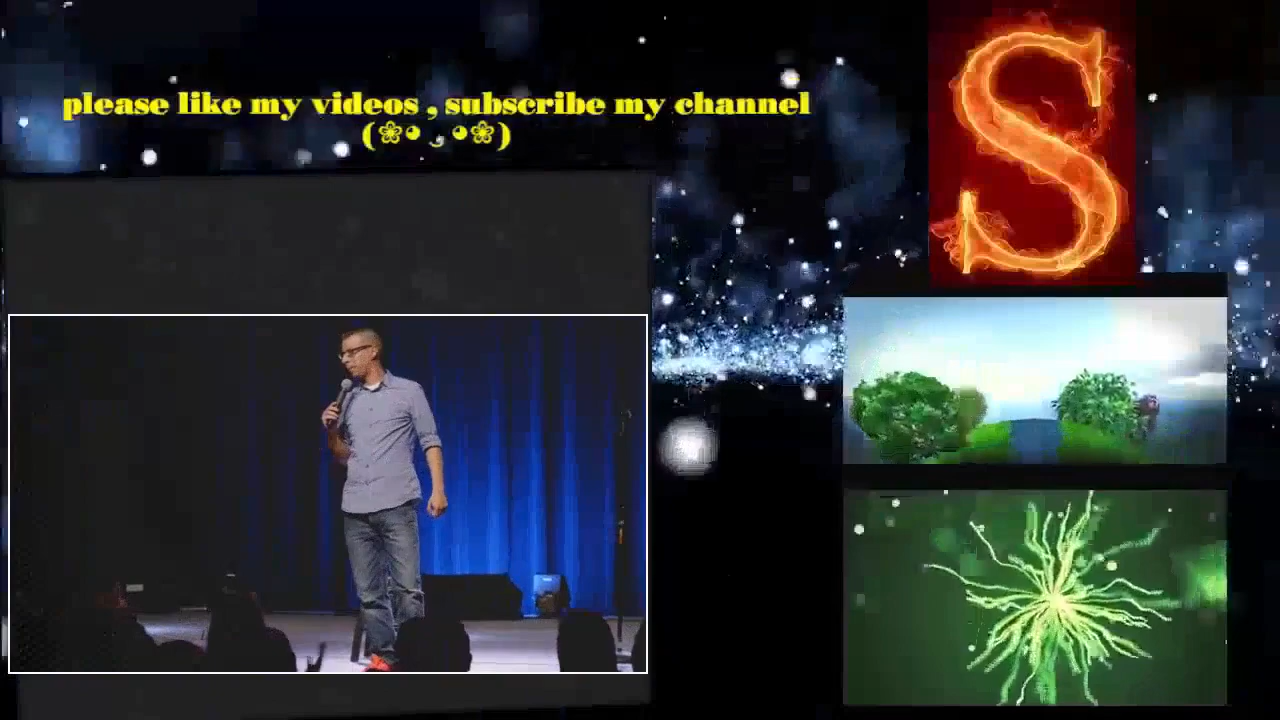 please like my videos , subscribe my channel
(❀◕ ‿ ◕❀)
S